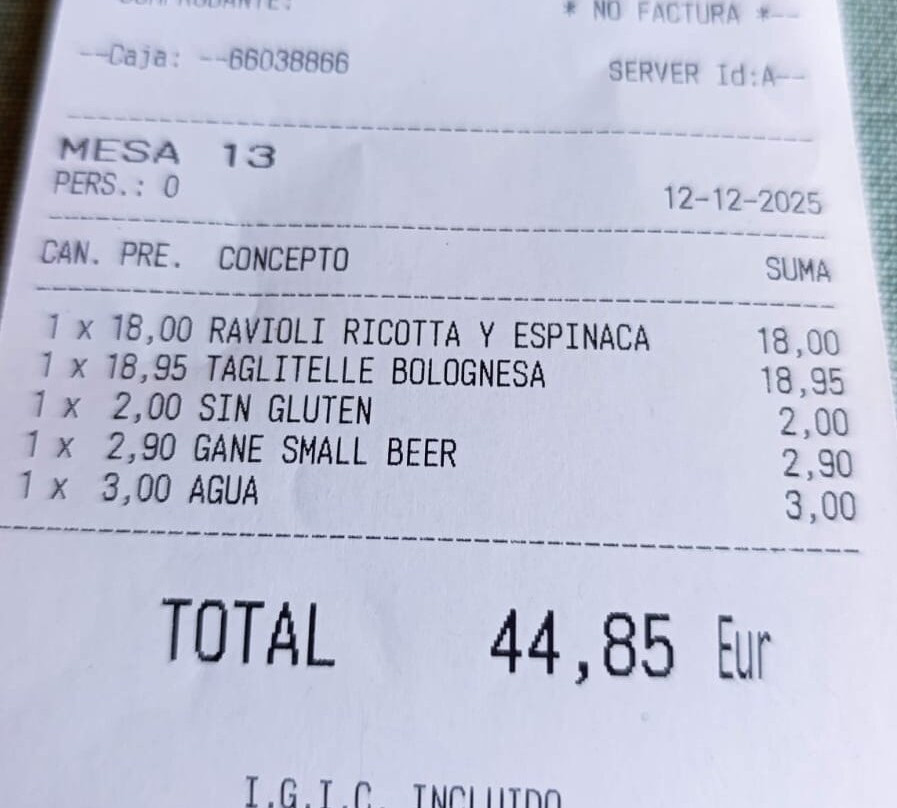 COMPROBANTE: * NO FACTURA *--
--Caja: --66038866 SERVER Id:A--
MESA 13
PERS.: 0 12-12-2025
CAN. PRE. CONCEPTO SUMA
1 x 18,00 RAVIOLI RICOTTA Y ESPINACA 18,00
1 x 18,95 TAGLITELLE BOLOGNESA 18,95
1 x 2,00 SIN GLUTEN 2,00
1 x 2,90 GANE SMALL BEER 2,90
1 x 3,00 AGUA 3,00
TOTAL 44,85 Eur
I.G.I.C. INCLUIDO